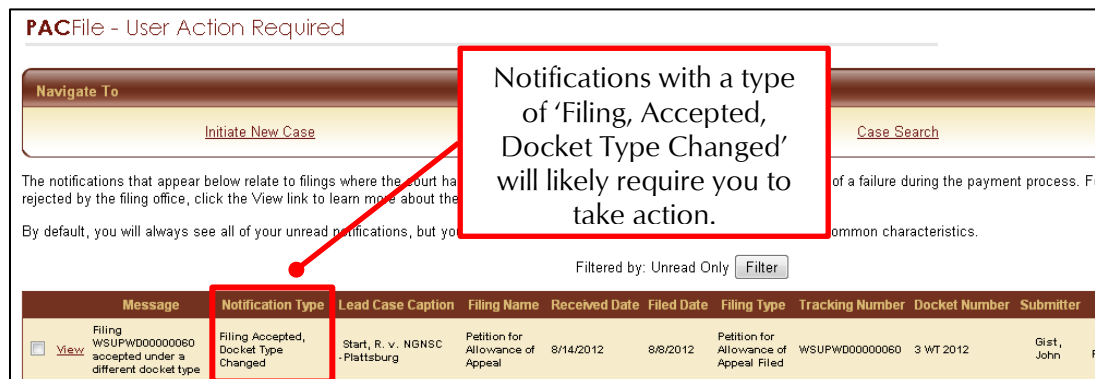 PACFile - User Action Required
Navigate To
Initiate New Case
Case Search
Notifications with a type
of ‘Filing, Accepted,
Docket Type Changed’
will likely require you to
take action.
The notifications that appear below relate to filings where the court ha of a failure during the payment process.
rejected by the filing office, click the View link to learn more about the
By default, you will always see all of your unread notifications, but you ommon characteristics.
Filtered by: Unread Only Filter
Message Notification Type Lead Case Caption Filing Name Received Date Filed Date Filing Type Tracking Number Docket Number Submitter
View
Filing
WSUPWD00000060
accepted under a
different docket type
Filing Accepted,
Docket Type
Changed
Start, R. v. NGNSC
-Plattsburg
Petition for
Allowance of
Appeal
8/14/2012
8/8/2012
Petition for
Allowance of
Appeal Filed
WSUPWD00000060
3 WT 2012
Gist,
John